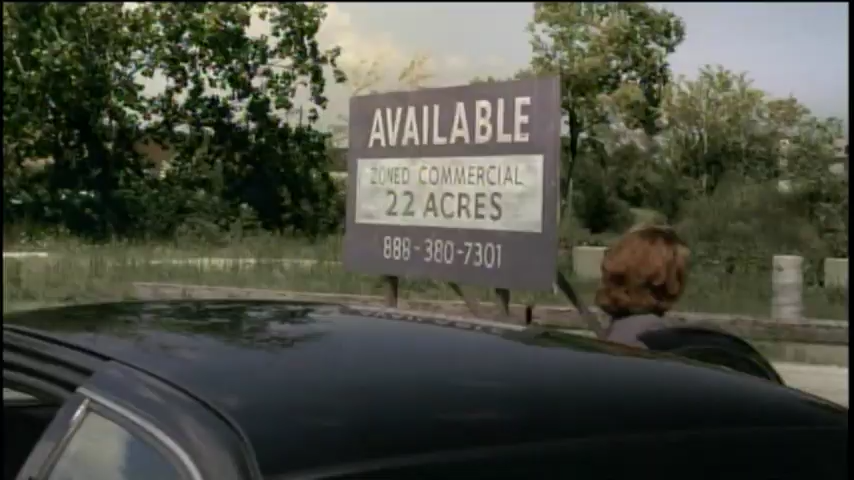 AVAILABLE
ZONED COMMERCIAL
22 ACRES
888-380-7301